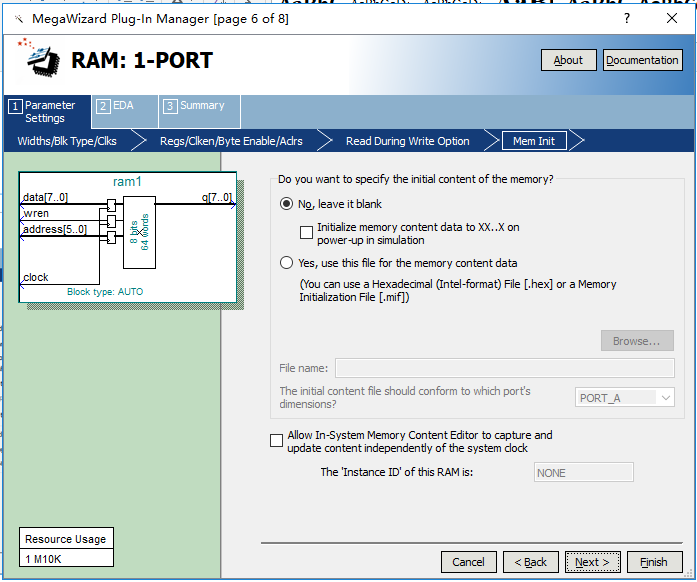 MegaWizard Plug-In Manager [page 6 of 8]
?
RAM: 1-PORT
About
Documentation
1 Parameter Settings
2 EDA
3 Summary
Widths/Blk Type/Clks
Regs/Clken/Byte Enable/Aclrs
Read During Write Option
Mem Init
ram1
data[7..0]
q[7..0]
wren
address[5..0]
8 bits
64 words
clock
Block type: AUTO
Do you want to specify the initial content of the memory?
No, leave it blank
Initialize memory content data to XX..X on
power-up in simulation
Yes, use this file for the memory content data
(You can use a Hexadecimal (Intel-format) File [.hex] or a Memory
Initialization File [.mif])
Browse...
File name:
The initial content file should conform to which port's
dimensions?
PORT_A
Allow In-System Memory Content Editor to capture and
update content independently of the system clock
The 'Instance ID' of this RAM is:
NONE
Resource Usage
1 M10K
Cancel
< Back
Next >
Finish